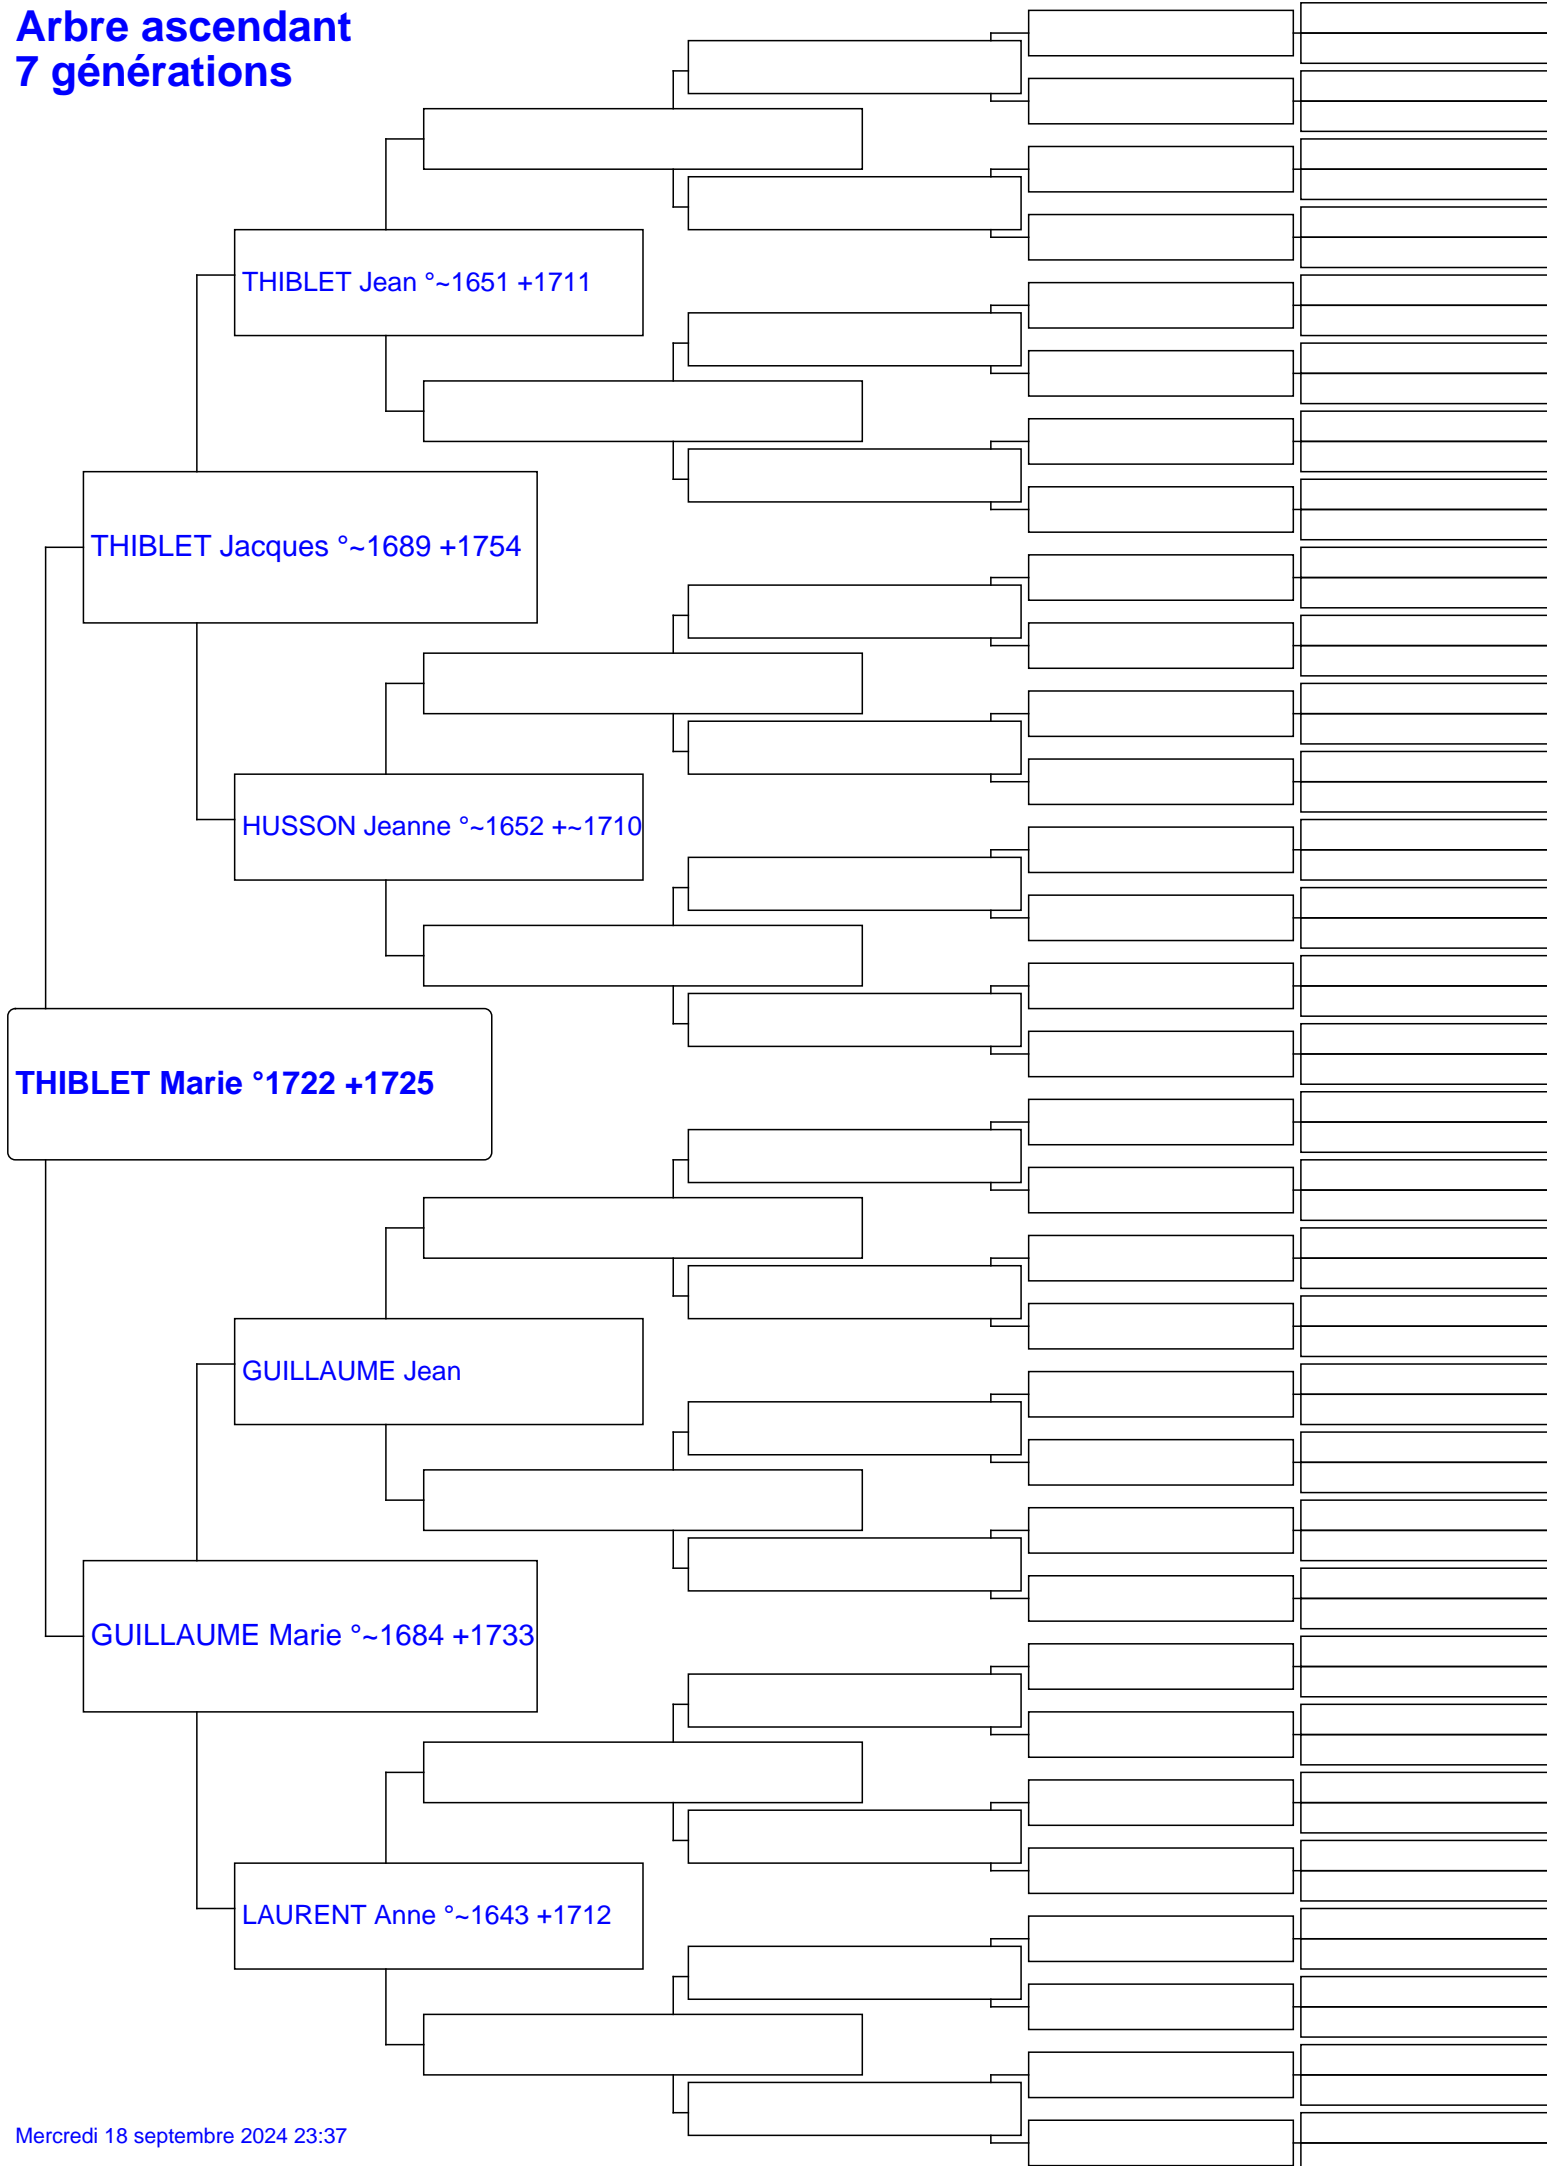 Arbre ascendant
7 générations
THIBLET Jean °~1651 +1711
THIBLET Jacques °~1689 +1754
HUSSON Jeanne °~1652 +~1710
THIBLET Marie °1722 +1725
GUILLAUME Jean
GUILLAUME Marie °~1684 +1733
LAURENT Anne °~1643 +1712
Mercredi 18 septembre 2024 23:37